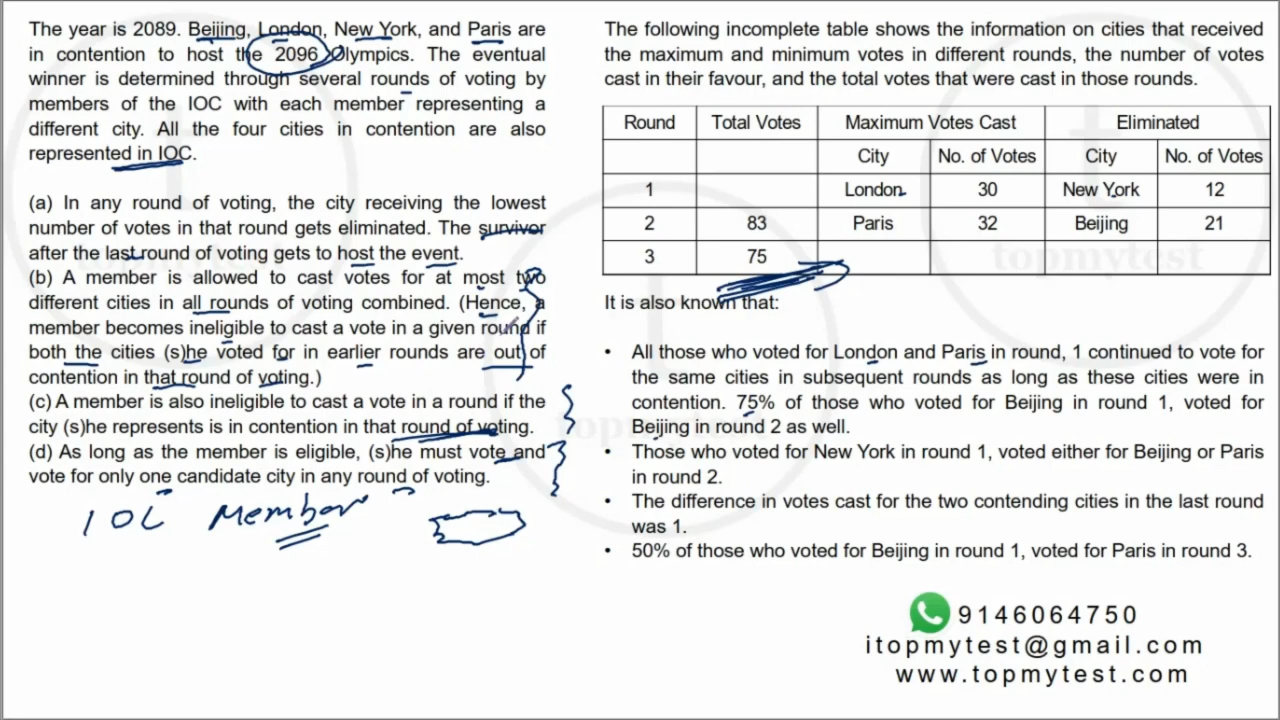 The year is 2089. Beijing, London, New York, and Paris are
in contention to host the 2096 Olympics. The eventual
winner is determined through several rounds of voting by
members of the IOC with each member representing a
different city. All the four cities in contention are also
represented in IOC.
(a) In any round of voting, the city receiving the lowest
number of votes in that round gets eliminated. The survivor
after the last round of voting gets to host the event.
(b) A member is allowed to cast votes for at most two
different cities in all rounds of voting combined. (Hence, a
member becomes ineligible to cast a vote in a given round if
both the cities (s)he voted for in earlier rounds are out of
contention in that round of voting.)
(c) A member is also ineligible to cast a vote in a round if the
city (s)he represents is in contention in that round of voting.
(d) As long as the member is eligible, (s)he must vote and
vote for only one candidate city in any round of voting.
IOC Member
The following incomplete table shows the information on cities that received
the maximum and minimum votes in different rounds, the number of votes
cast in their favour, and the total votes that were cast in those rounds.
Round Total Votes Maximum Votes Cast Eliminated
City No. of Votes City No. of Votes
1 London 30 New York 12
2 83 Paris 32 Beijing 21
3 75
It is also known that:
• All those who voted for London and Paris in round, 1 continued to vote for
the same cities in subsequent rounds as long as these cities were in
contention. 75% of those who voted for Beijing in round 1, voted for
Beijing in round 2 as well.
• Those who voted for New York in round 1, voted either for Beijing or Paris
in round 2.
• The difference in votes cast for the two contending cities in the last round
was 1.
• 50% of those who voted for Beijing in round 1, voted for Paris in round 3.
9146064750
itopmytest@gmail.com
www.topmytest.com
topmytest
topmytest